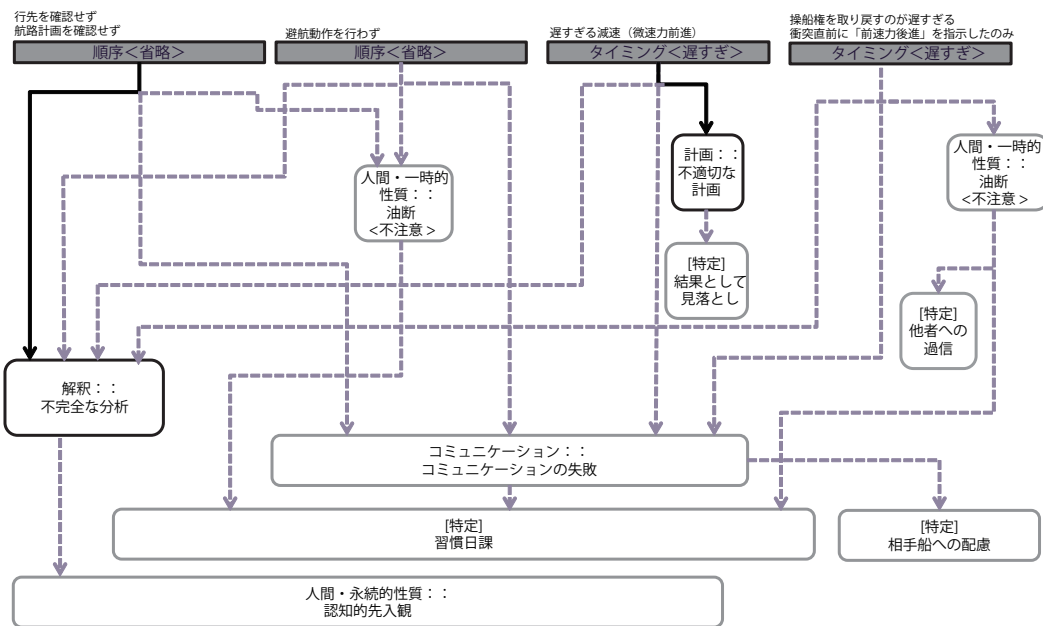 行先を確認せず
航路計画を確認せず
順序＜省略＞
避航動作を行わず
順序＜省略＞
遅すぎる減速（微速力前進）
タイミング＜遅すぎ＞
操船権を取り戻すのが遅すぎる
衝突直前に「前速力後進」を指示したのみ
タイミング＜遅すぎ＞
人間・一時的
性質：：
油断
<不注意>
計画：：
不適切な
計画
人間・一時的
性質：：
油断
<不注意>
[特定]
結果として
見落とし
[特定]
他者への
過信
解釈：：
不完全な分析
コミュニケーション：：
コミュニケーションの失敗
[特定]
習慣日課
[特定]
相手船への配慮
人間・永続的性質：：
認知的先入観